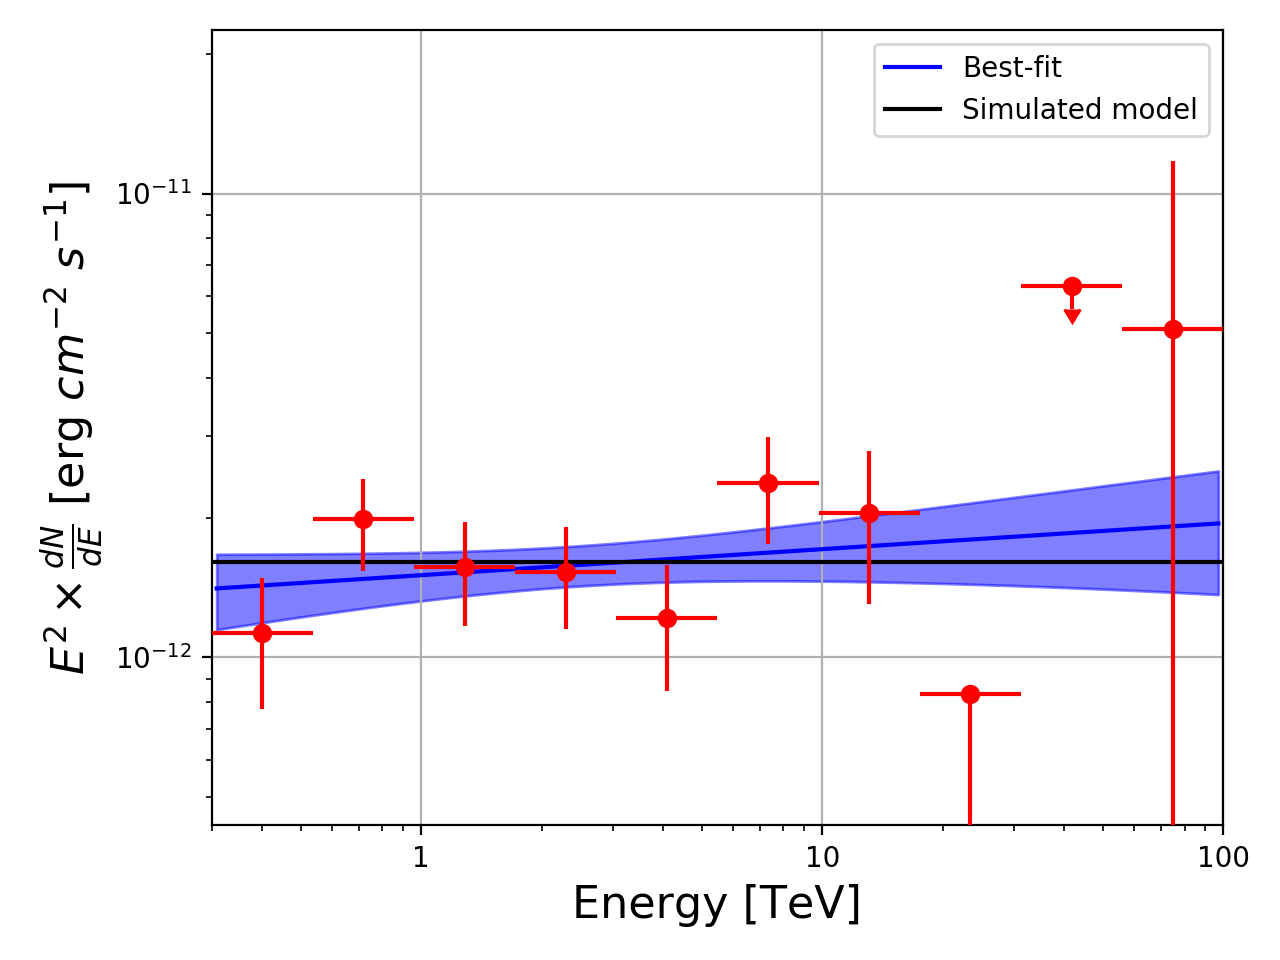 Best-fit
Simulated model
10⁻¹¹
10⁻¹²
E² × dN/dE [erg cm⁻² s⁻¹]
1 10 100
Energy [TeV]